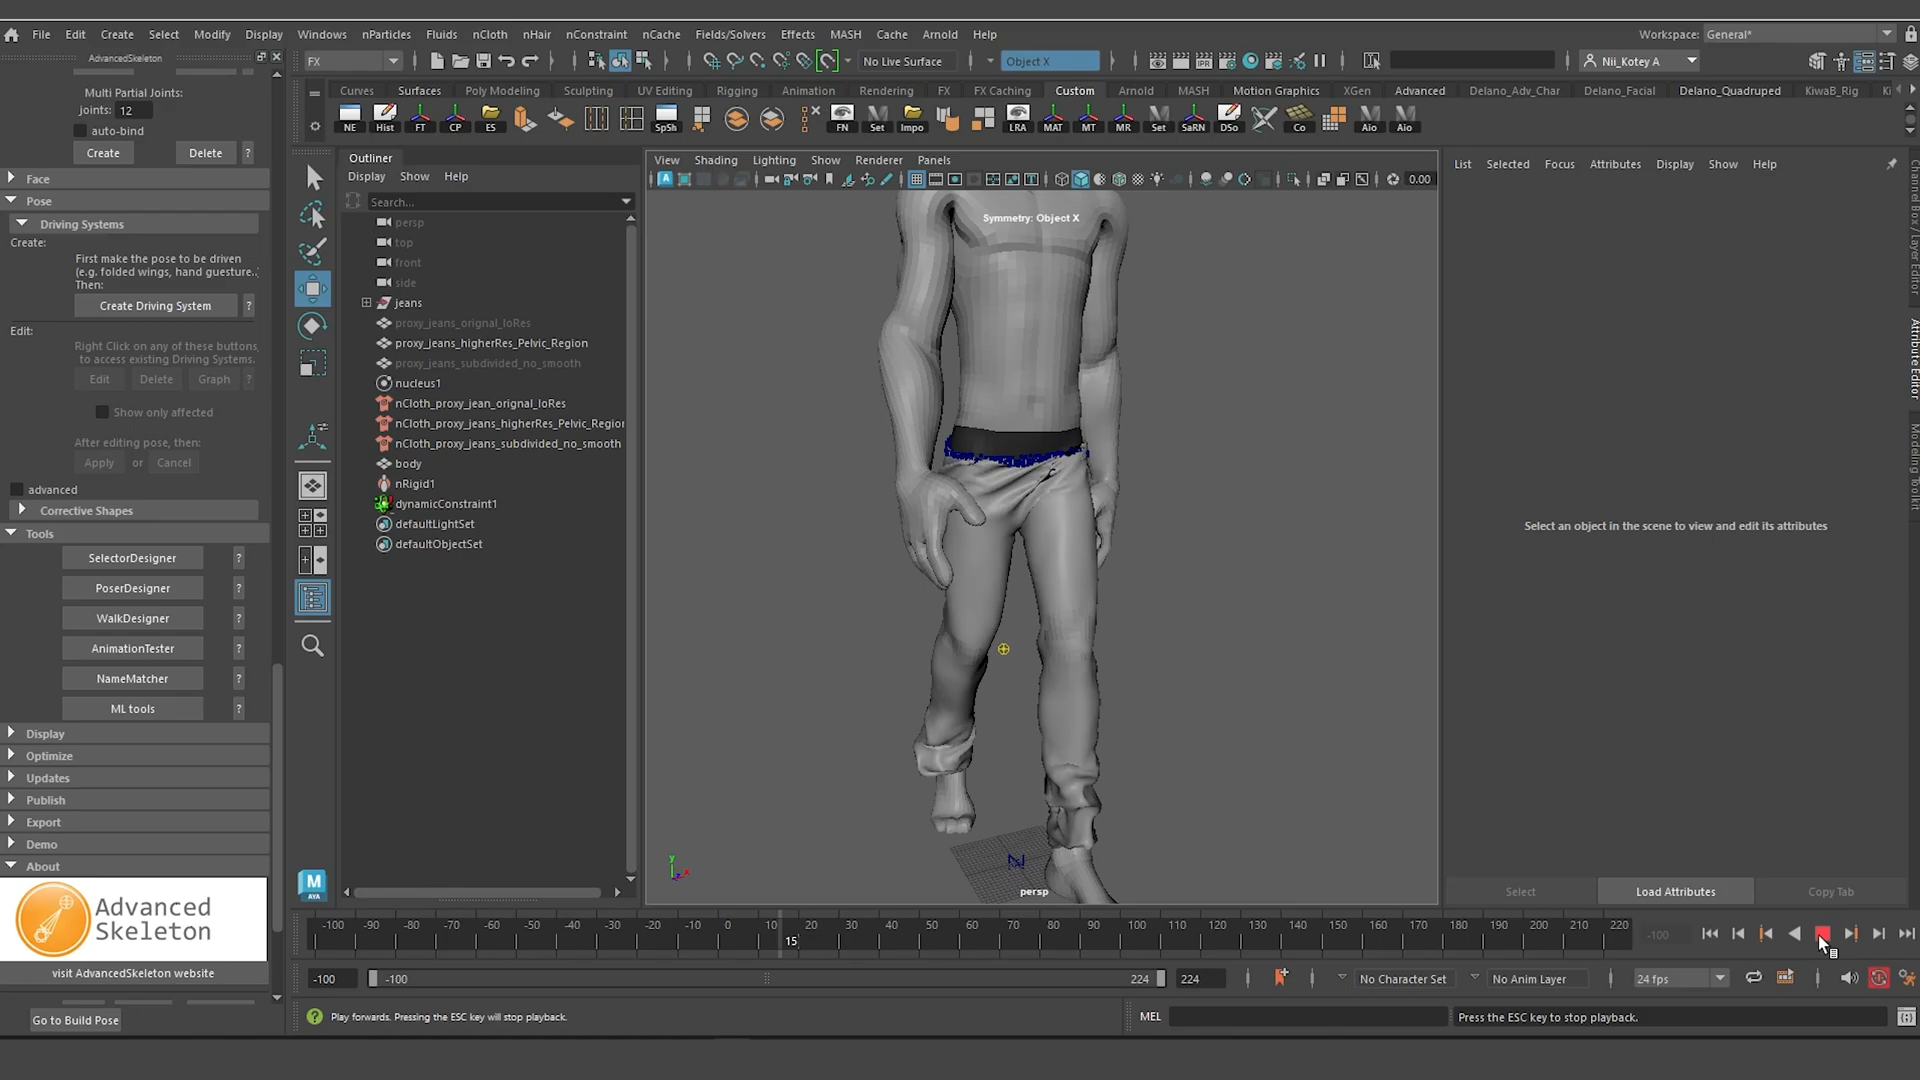 File Edit Create Select Modify Display Windows nParticles Fluids nCloth nHair nConstraint nCache Fields/Solvers Effects MASH Cache Arnold Help
Workspace: General*
AdvancedSkeleton
FX
No Live Surface
Object X
Nii_Kotey A
Curves Surfaces Poly Modeling Sculpting UV Editing Rigging Animation Rendering FX FX Caching Custom Arnold MASH Motion Graphics XGen Advanced Delano_Adv_Char Delano_Facial Delano_Quadruped KiwaB_Rig Ki
NE Hist FT CP ES SpSh FN Set Impo LRA MAT MT MR Set SaRN DSo Co Aio Aio
Multi Partial Joints:
joints: 12
auto-bind
Create Delete ?
Face
Pose
Driving Systems
Create:
First make the pose to be driven
(e.g. folded wings, hand guesture..
Then:
Create Driving System ?
Edit:
Right Click on any of these buttons,
to access existing Driving Systems.
Edit Delete Graph ?
Show only affected
After editing pose, then:
Apply or Cancel
advanced
Corrective Shapes
Tools
SelectorDesigner ?
PoserDesigner ?
WalkDesigner ?
AnimationTester ?
NameMatcher ?
ML tools ?
Display
Optimize
Updates
Publish
Export
Demo
About
Advanced
Skeleton
visit AdvancedSkeleton website
Go to Build Pose
Outliner
Display Show Help
Search...
persp
top
front
side
jeans
proxy_jeans_orignal_loRes
proxy_jeans_higherRes_Pelvic_Region
proxy_jeans_subdivided_no_smooth
nucleus1
nCloth_proxy_jean_orignal_loRes
nCloth_proxy_jeans_higherRes_Pelvic_Region
nCloth_proxy_jeans_subdivided_no_smooth
body
nRigid1
dynamicConstraint1
defaultLightSet
defaultObjectSet
M
AYA
View Shading Lighting Show Renderer Panels
0.00
Symmetry: Object X
y
x
z
N
persp
List Selected Focus Attributes Display Show Help
Select an object in the scene to view and edit its attributes
Select Load Attributes Copy Tab
Channel Box / Layer Editor
Attribute Editor
Modeling Toolkit
-100 -90 -80 -70 -60 -50 -40 -30 -20 -10 0 10 20 30 40 50 60 70 80 90 100 110 120 130 140 150 160 170 180 190 200 210 220
15
-100
-100 -100 224 224 No Character Set No Anim Layer 24 fps
Play forwards. Pressing the ESC key will stop playback.
MEL
Press the ESC key to stop playback.